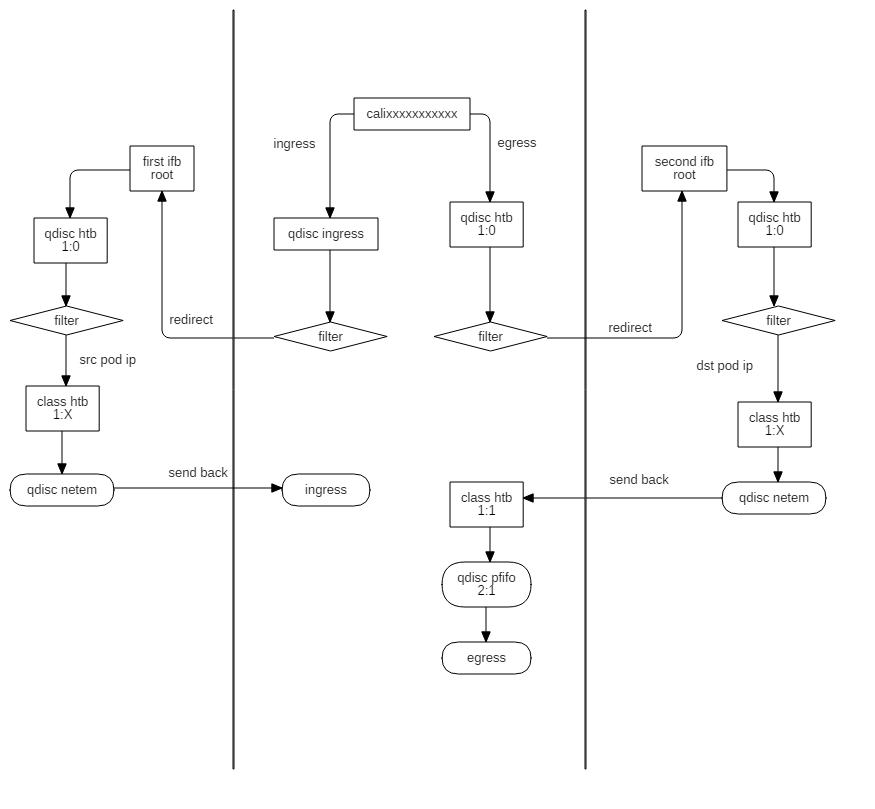 calixxxxxxxxxxx
ingress
egress
first ifb
root
second ifb
root
qdisc htb
1:0
qdisc ingress
qdisc htb
1:0
qdisc htb
1:0
filter
redirect
filter
filter
redirect
filter
src pod ip
dst pod ip
class htb
1:X
class htb
1:X
qdisc netem
send back
ingress
class htb
1:1
send back
qdisc netem
qdisc pfifo
2:1
egress